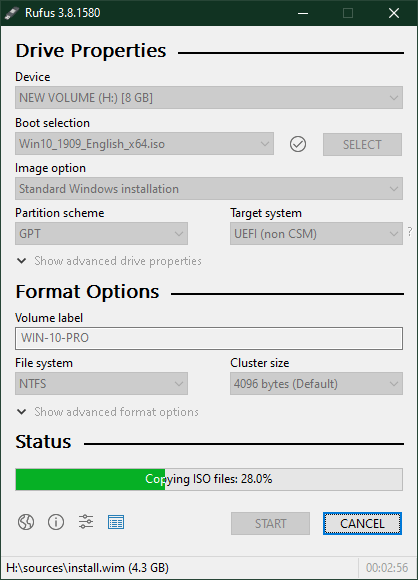 Rufus 3.8.1580
Drive Properties
Device
NEW VOLUME (H:) [8 GB]
Boot selection
Win10_1909_English_x64.iso
SELECT
Image option
Standard Windows installation
Partition scheme
Target system
GPT
UEFI (non CSM)
?
Show advanced drive properties
Format Options
Volume label
WIN-10-PRO
File system
Cluster size
NTFS
4096 bytes (Default)
Show advanced format options
Status
Copying ISO files: 28.0%
START
CANCEL
H:\sources\install.wim (4.3 GB)
00:02:56